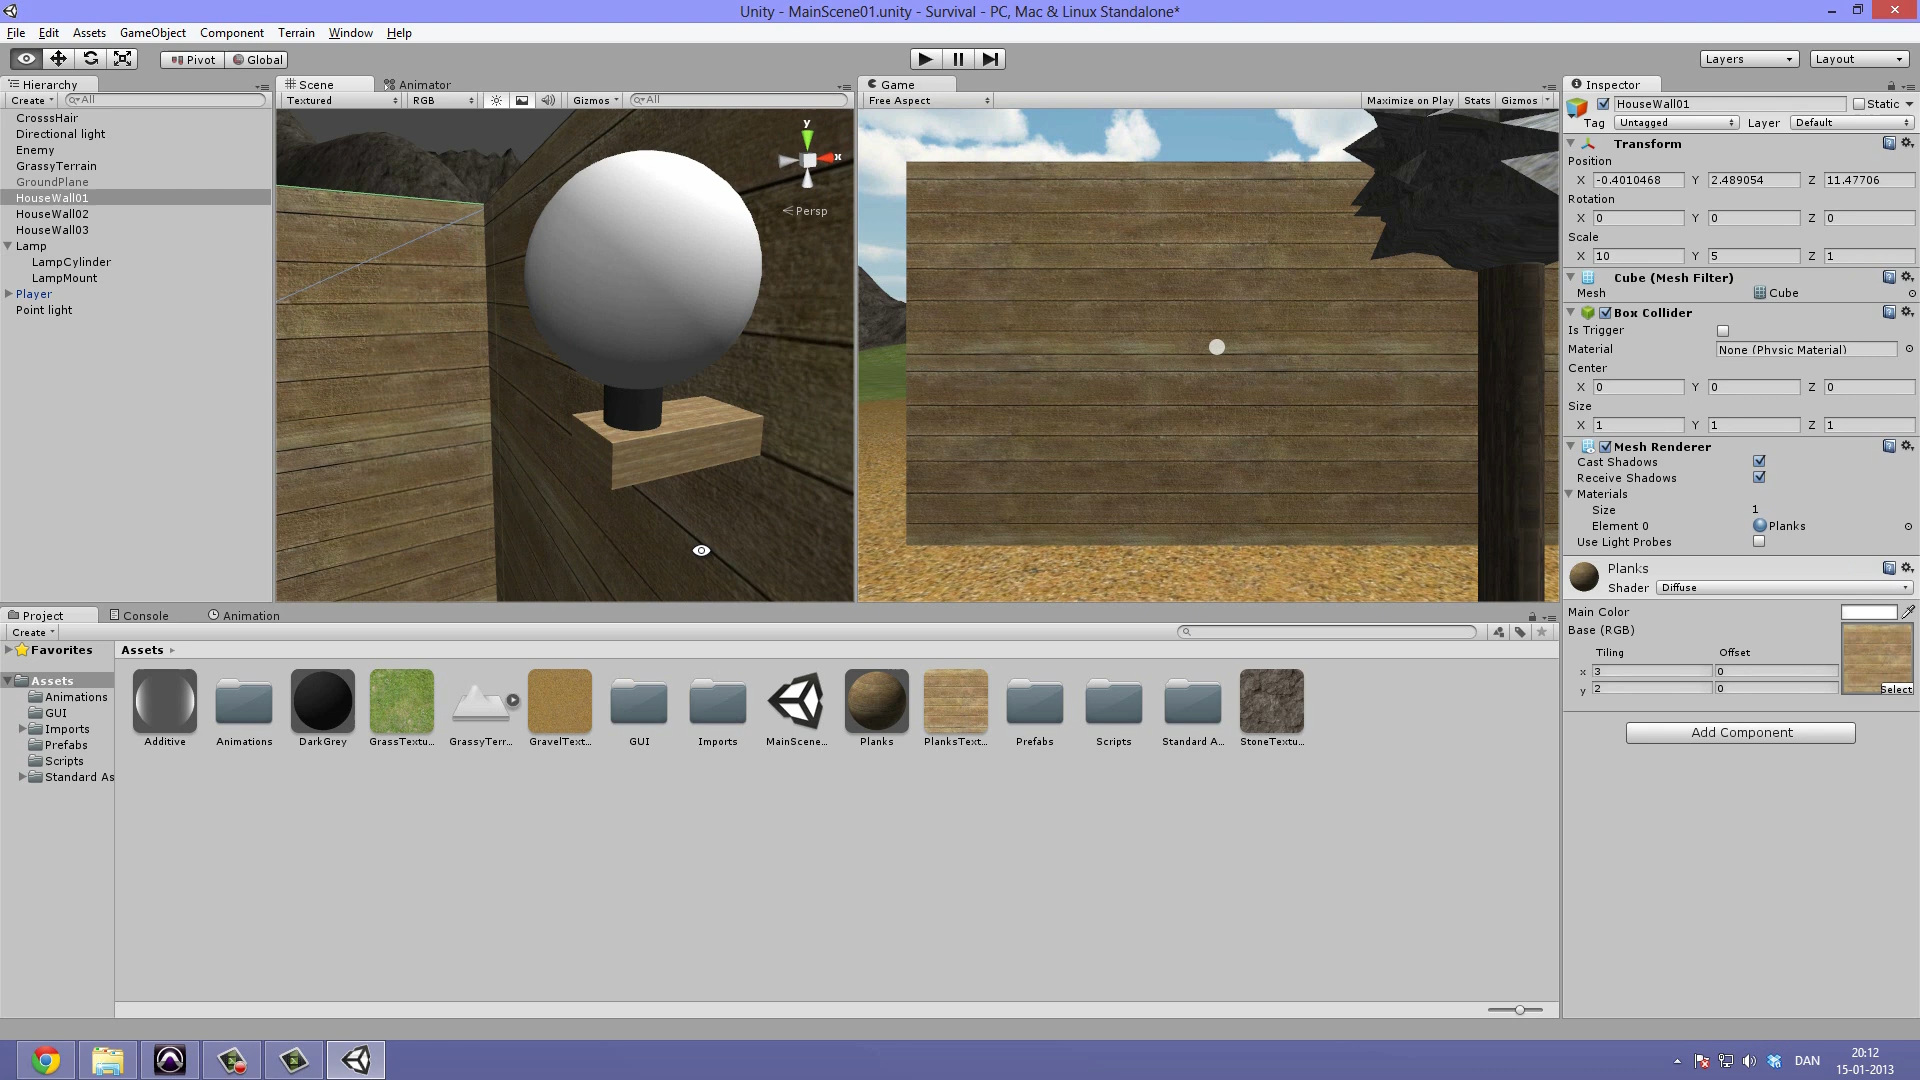 Unity - MainScene01.unity - Survival - PC, Mac & Linux Standalone*
File Edit Assets GameObject Component Terrain Window Help
Pivot Global Layers Layout
Hierarchy
Create All
CrosssHair
Directional light
Enemy
GrassyTerrain
GroundPlane
HouseWall01
HouseWall02
HouseWall03
Lamp
LampCylinder
LampMount
Player
Point light
Scene Animator
Textured RGB Gizmos All
y
x
Persp
Game
Free Aspect Maximize on Play Stats Gizmos
Inspector
HouseWall01 Static
Tag Untagged Layer Default
Transform
Position
X -0.4010468 Y 2.489054 Z 11.47706
Rotation
X 0 Y 0 Z 0
Scale
X 10 Y 5 Z 1
Cube (Mesh Filter)
Mesh Cube
Box Collider
Is Trigger
Material None (Physic Material)
Center
X 0 Y 0 Z 0
Size
X 1 Y 1 Z 1
Mesh Renderer
Cast Shadows
Receive Shadows
Materials
Size 1
Element 0 Planks
Use Light Probes
Planks
Shader Diffuse
Main Color
Base (RGB)
Tiling Offset
x 3 0
y 2 0
Select
Add Component
Project Console Animation
Create
Favorites
Assets
Animations
GUI
Imports
Prefabs
Scripts
Standard As
Assets
Additive Animations DarkGrey GrassTextu... GrassyTerr... GravelText... GUI Imports MainScene... Planks PlanksText... Prefabs Scripts Standard A... StoneTextu...
DAN
20:12
15-01-2013